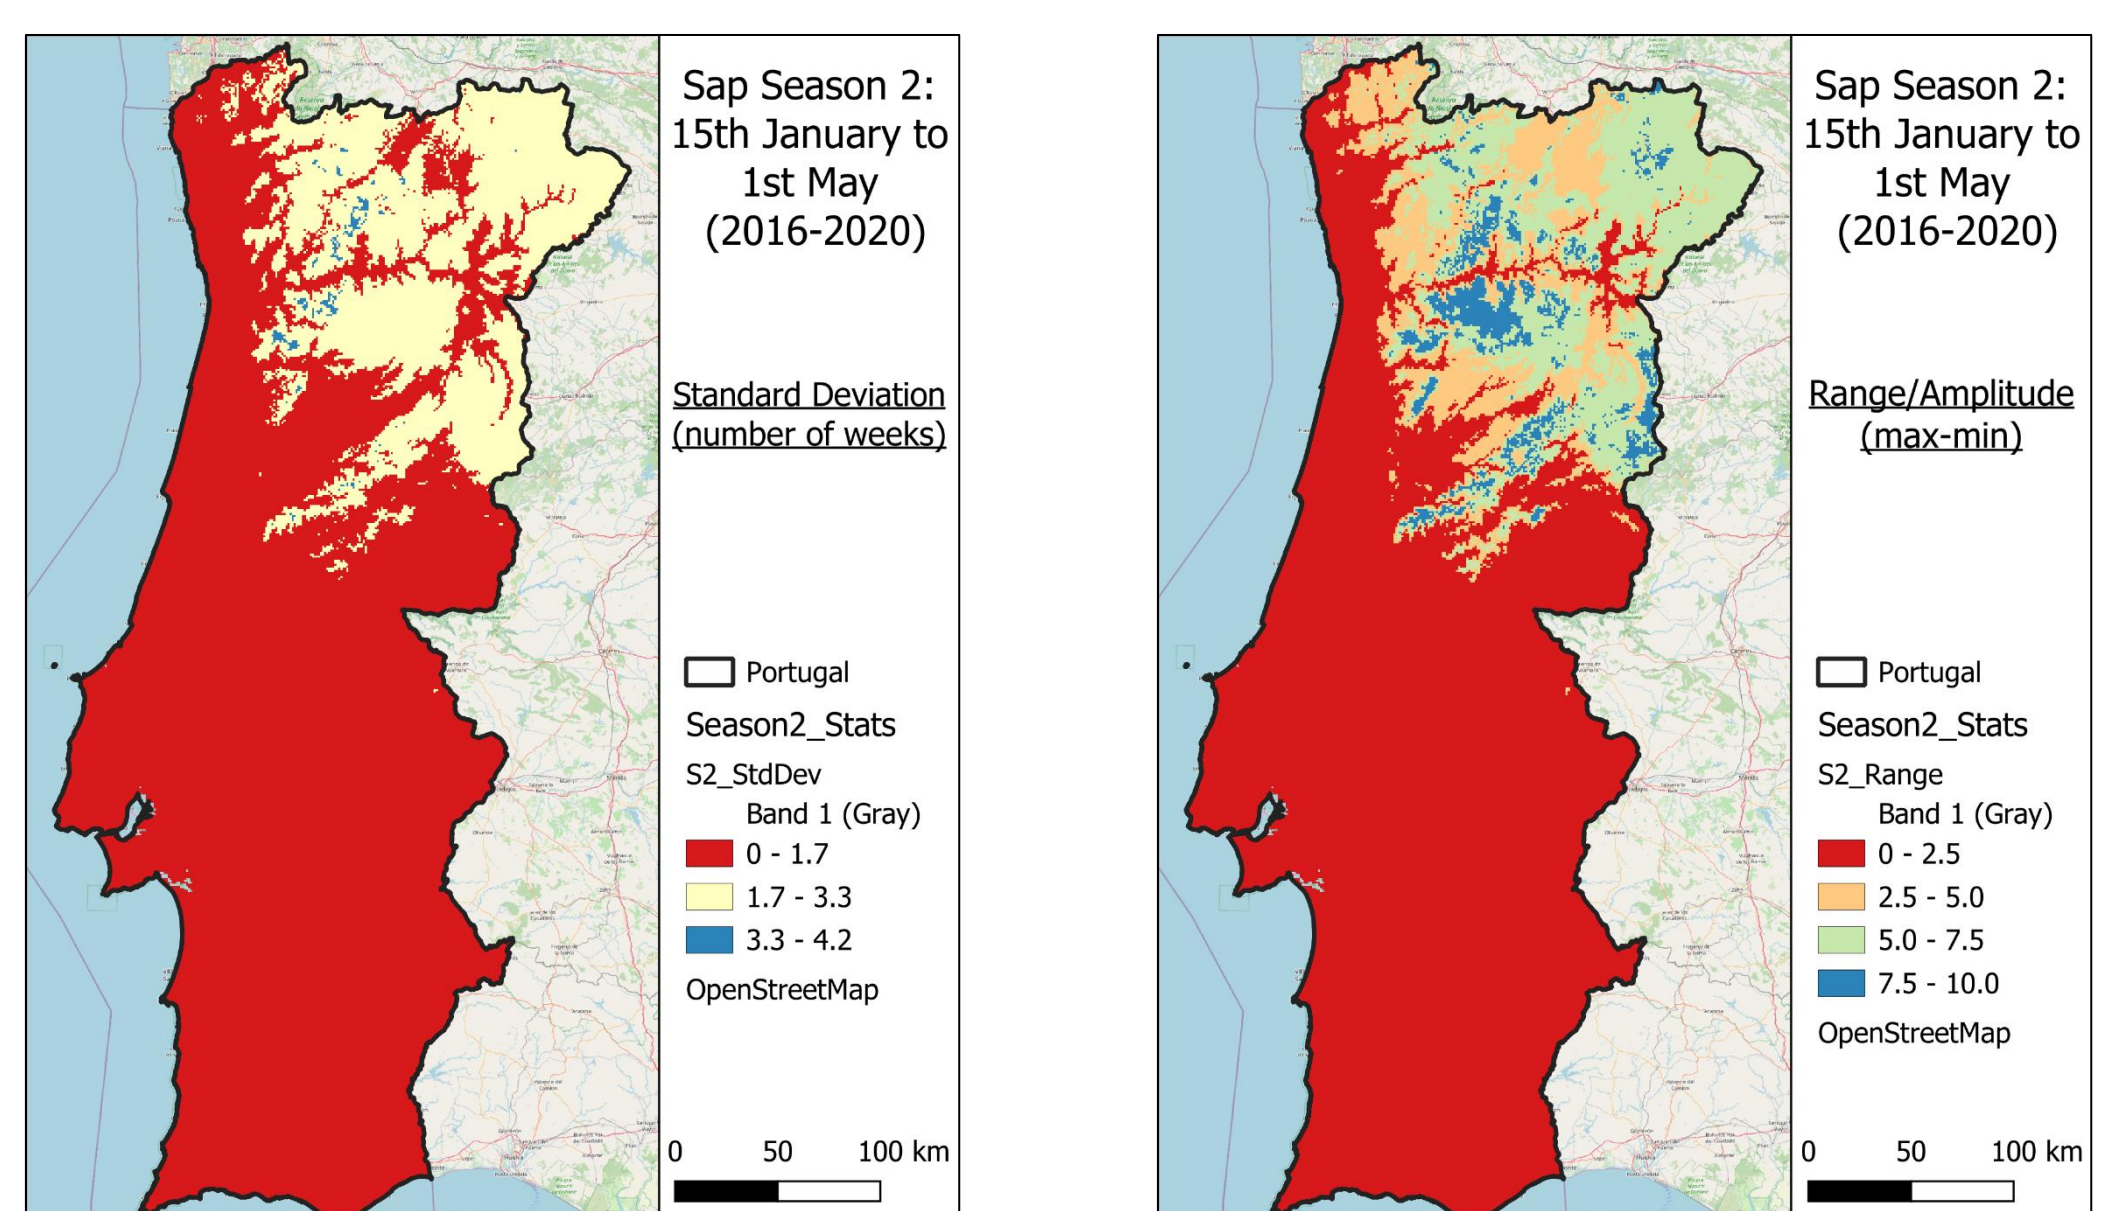 Sap Season 2:
15th January to
1st May
(2016-2020)
Standard Deviation
(number of weeks)
Portugal
Season2_Stats
S2_StdDev
Band 1 (Gray)
0 - 1.7
1.7 - 3.3
3.3 - 4.2
OpenStreetMap
0 50 100 km
Sap Season 2:
15th January to
1st May
(2016-2020)
Range/Amplitude
(max-min)
Portugal
Season2_Stats
S2_Range
Band 1 (Gray)
0 - 2.5
2.5 - 5.0
5.0 - 7.5
7.5 - 10.0
OpenStreetMap
0 50 100 km